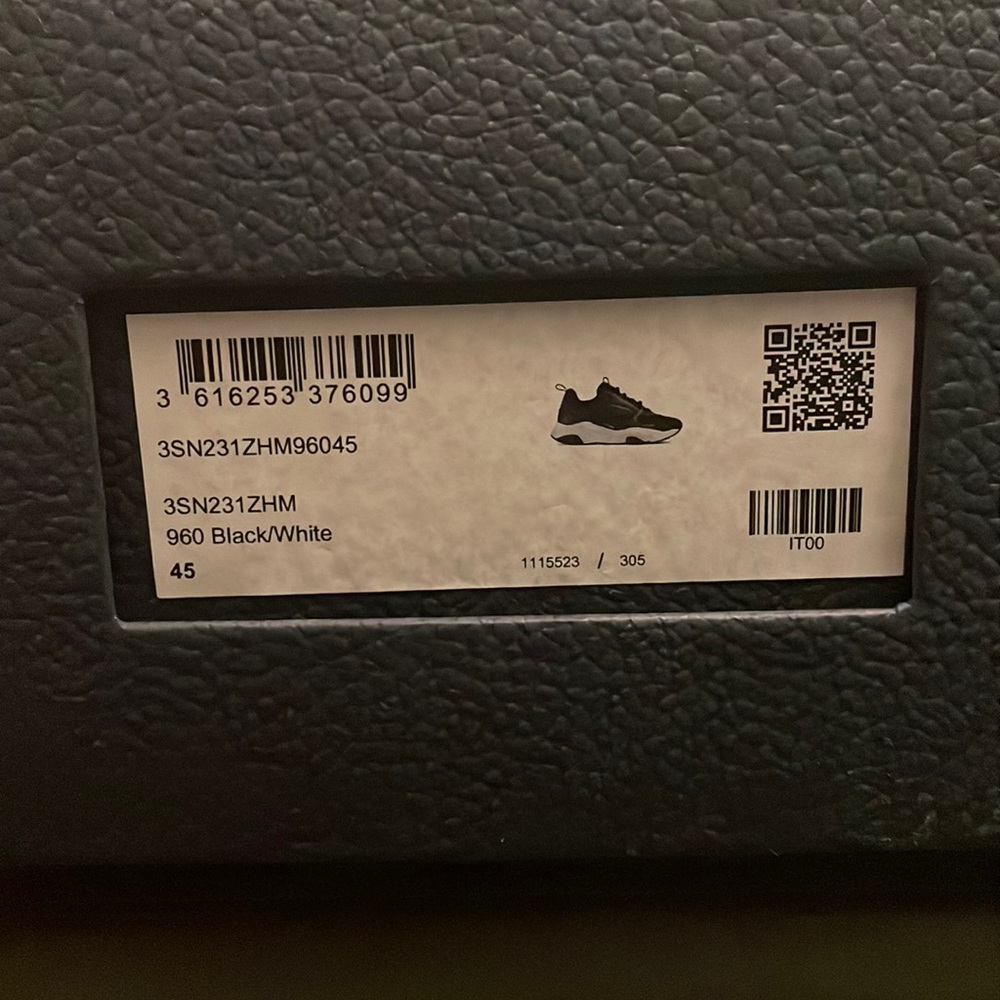 3 616253 376099
3SN231ZHM96045
3SN231ZHM
960 Black/White
45
1115523 / 305
IT00